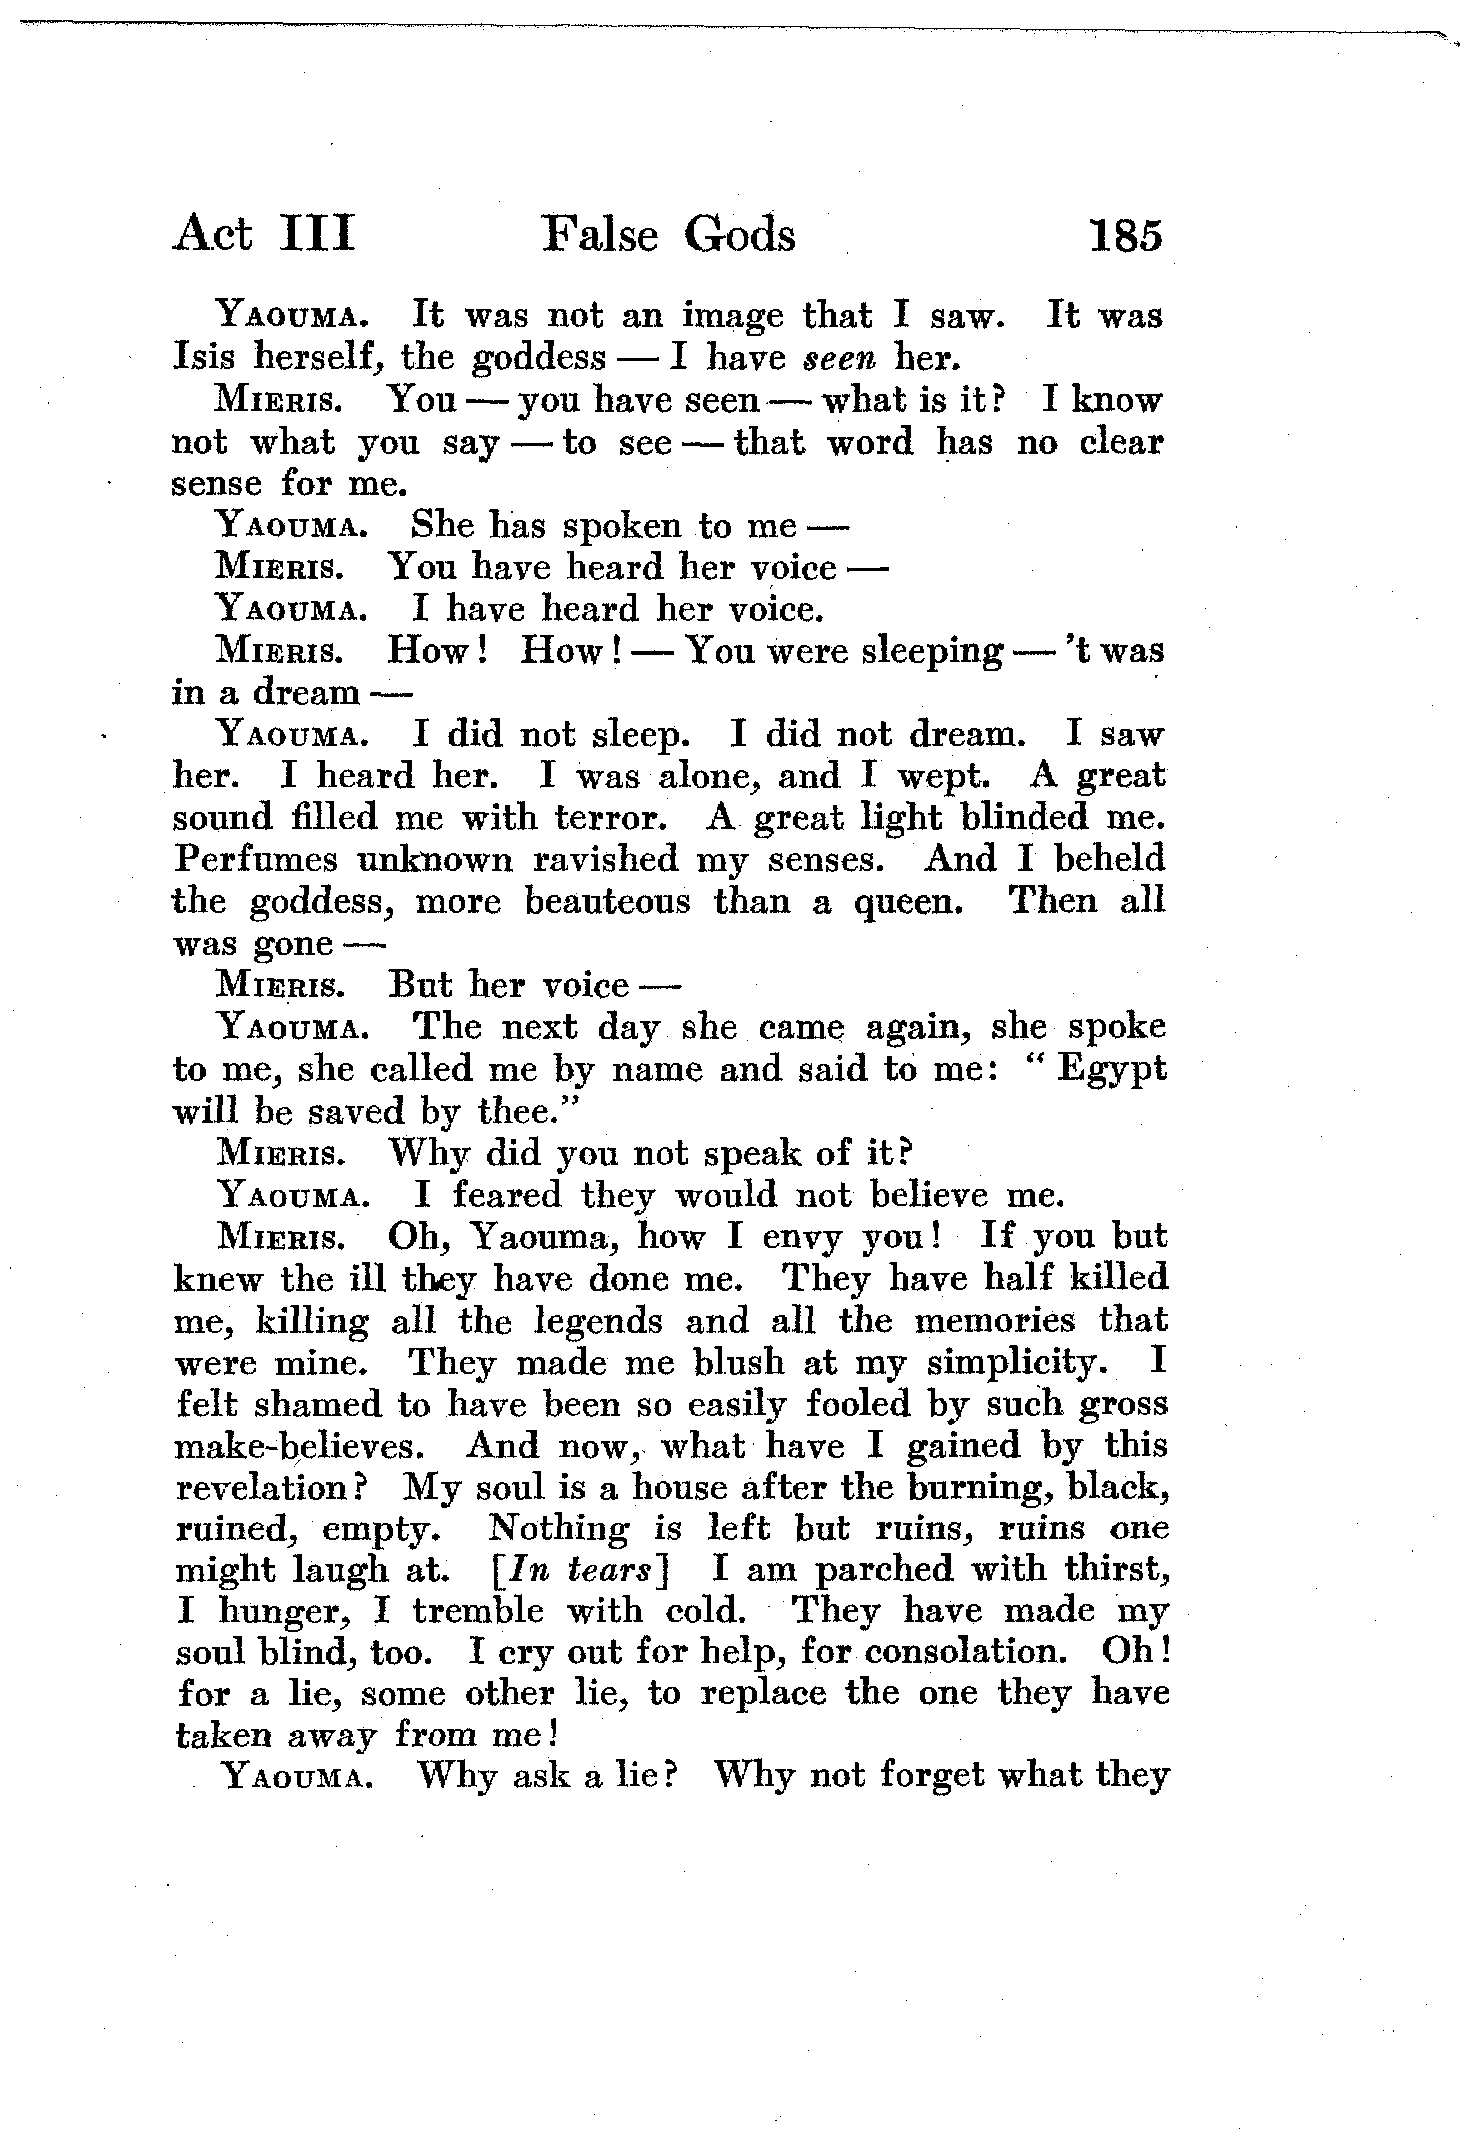 Act III False Gods 185
YAOUMA. It was not an image that I saw. It was
Isis herself, the goddess — I have seen her.
MIERIS. You — you have seen — what is it? I know
not what you say — to see — that word has no clear
sense for me.
YAOUMA. She has spoken to me —
MIERIS. You have heard her voice —
YAOUMA. I have heard her voice.
MIERIS. How! How! — You were sleeping — 't was
in a dream —
YAOUMA. I did not sleep. I did not dream. I saw
her. I heard her. I was alone, and I wept. A great
sound filled me with terror. A great light blinded me.
Perfumes unknown ravished my senses. And I beheld
the goddess, more beauteous than a queen. Then all
was gone —
MIERIS. But her voice —
YAOUMA. The next day she came again, she spoke
to me, she called me by name and said to me: “Egypt
will be saved by thee.”
MIERIS. Why did you not speak of it?
YAOUMA. I feared they would not believe me.
MIERIS. Oh, Yaouma, how I envy you! If you but
knew the ill they have done me. They have half killed
me, killing all the legends and all the memories that
were mine. They made me blush at my simplicity. I
felt shamed to have been so easily fooled by such gross
make-believes. And now, what have I gained by this
revelation? My soul is a house after the burning, black,
ruined, empty. Nothing is left but ruins, ruins one
might laugh at. [In tears] I am parched with thirst,
I hunger, I tremble with cold. They have made my
soul blind, too. I cry out for help, for consolation. Oh!
for a lie, some other lie, to replace the one they have
taken away from me!
YAOUMA. Why ask a lie? Why not forget what they